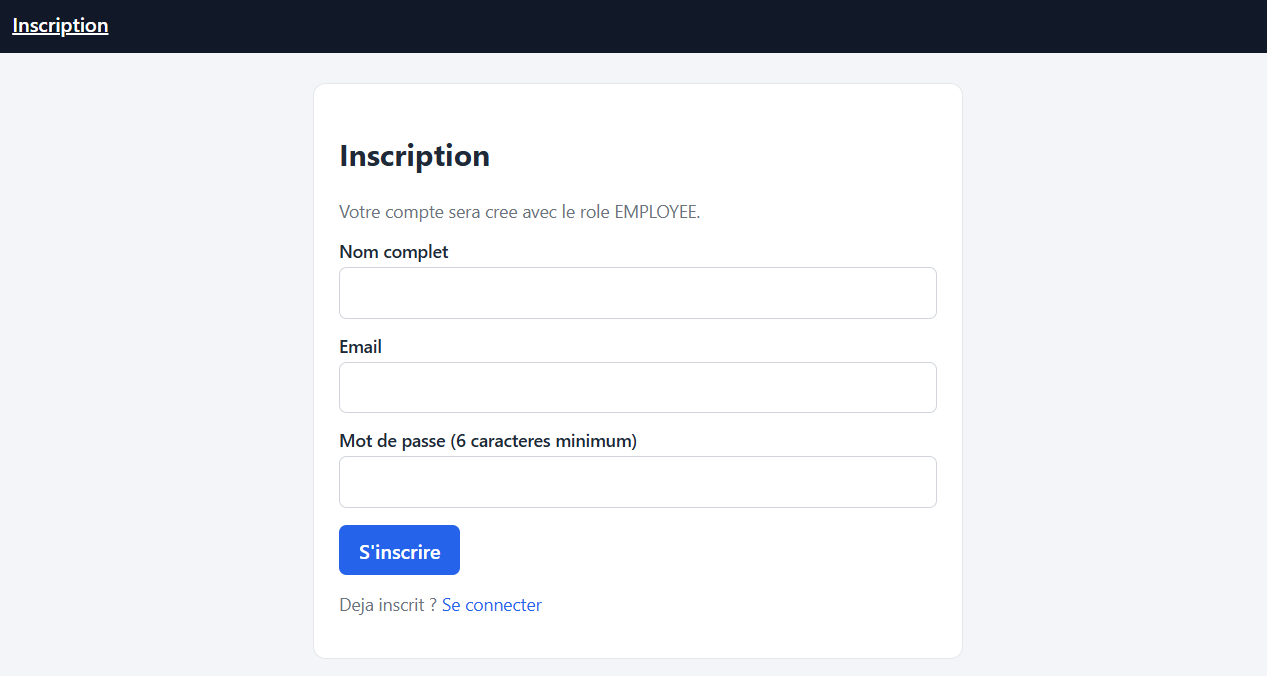 Inscription
Inscription
Votre compte sera cree avec le role EMPLOYEE.
Nom complet
Email
Mot de passe (6 caracteres minimum)
S'inscrire
Deja inscrit ? Se connecter